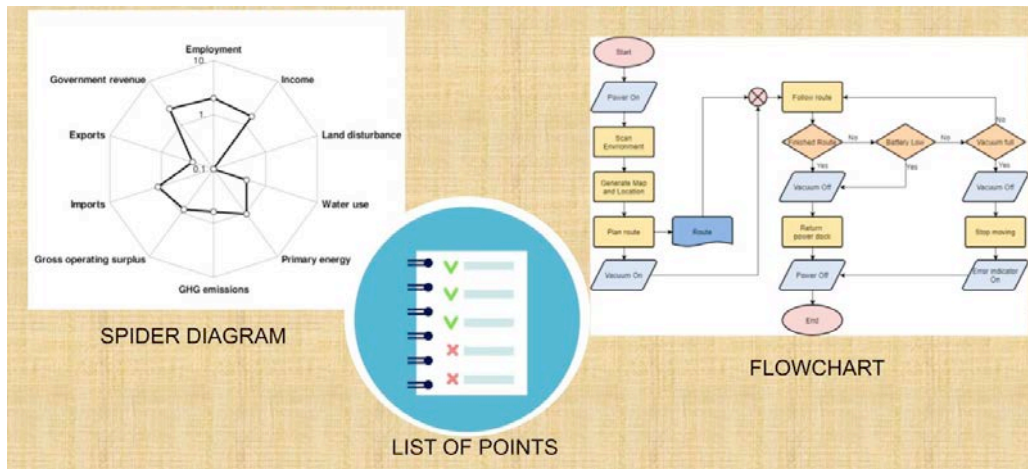 Employment
10.
Government revenue
Income
1.
Exports
Land disturbance
0,1
Imports
Water use
Gross operating surplus
Primary energy
GHG emissions
SPIDER DIAGRAM
LIST OF POINTS
Start
Power On
Scan
Environment
Generate Map
and Location
Plan route
Route
Vacuum On
Follow route
Finished Route
No
Battery Low
No
Vacuum full
No
Yes
Yes
Yes
Vacuum Off
Vacuum Off
Return
power dock
Stop moving
Power Off
Error indicator
On
End
FLOWCHART